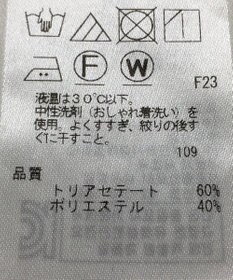 F W
F23
液温は30℃以下。
中性洗剤（おしゃれ着洗い）を
使用。よくすすぎ、絞りの後す
ぐに干すこと。
109
品質
トリアセテート 60%
ポリエステル 40%